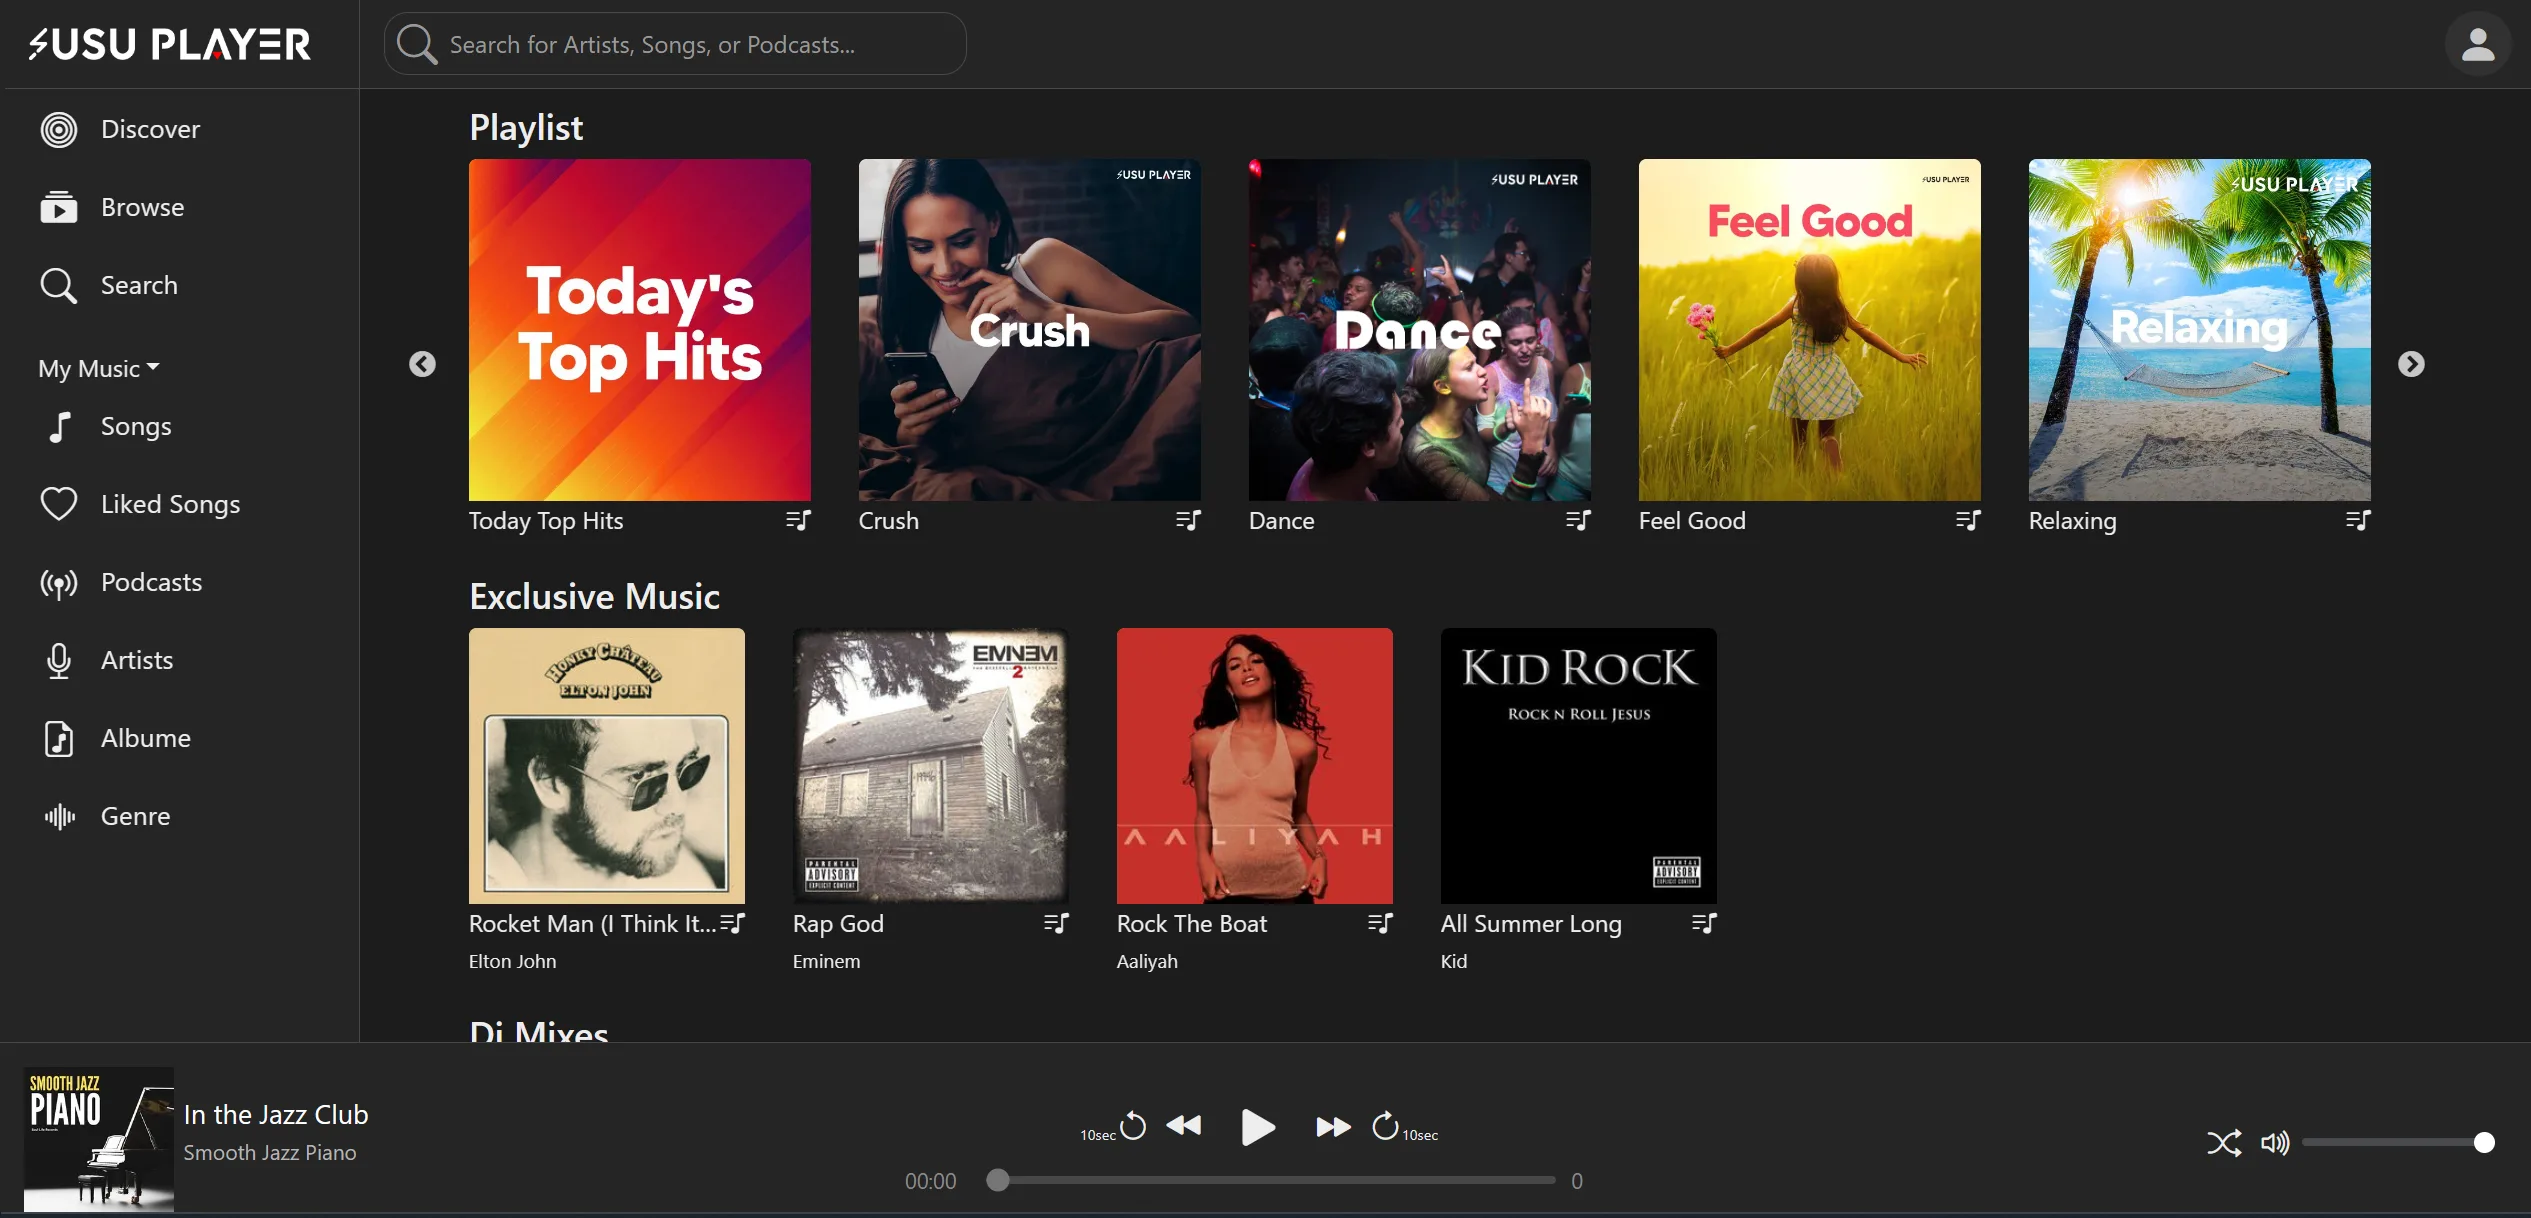 SUSU PLAYER
Search for Artists, Songs, or Podcasts...
Discover
Browse
Search
My Music
Songs
Liked Songs
Podcasts
Artists
Albume
Genre
Playlist
Today's
Top Hits
SUSU PLAYER
Crush
SUSU PLAYER
Dance
SUSU PLAYER
Feel Good
SUSU PLAYER
Relaxing
Today Top Hits
Crush
Dance
Feel Good
Relaxing
Exclusive Music
HONKY CHÂTEAU
ELTON JOHN
EMINEM
2
PARENTAL
ADVISORY
EXPLICIT CONTENT
AALIYAH
KID ROCK
ROCK N ROLL JESUS
PARENTAL
ADVISORY
EXPLICIT CONTENT
Rocket Man (I Think It...
Elton John
Rap God
Eminem
Rock The Boat
Aaliyah
All Summer Long
Kid
Dj Mixes
SMOOTH JAZZ
PIANO
In the Jazz Club
Smooth Jazz Piano
10sec
10sec
00:00
0